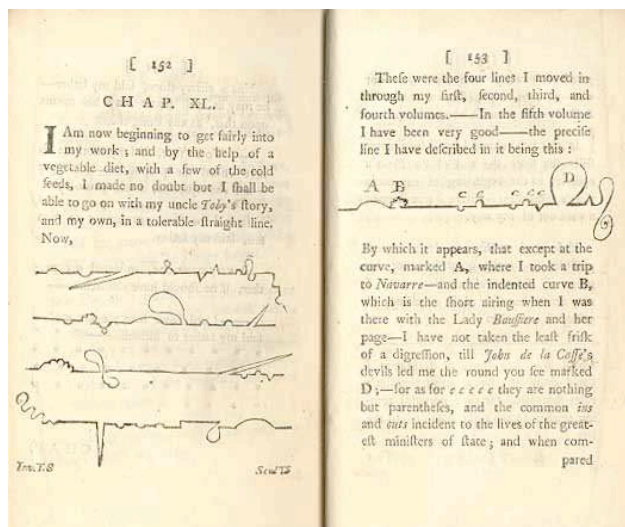 [ 152 ]
CHAP. XL.
I Am now beginning to get fairly into
my work; and by the help of a
vegetable diet, with a few of the cold
ſeeds, I made no doubt but I ſhall be
able to go on with my uncle Toby's ſtory,
and my own, in a tolerable ſtraight line.
Now,
Inv.T.S
Scul.TS
[ 153 ]
Theſe were the four lines I moved in
through my firſt, ſecond, third, and
fourth volumes.——In the fifth volume
I have been very good——the preciſe
line I have deſcribed in it being this:
A B c c c c c D
By which it appears, that except at the
curve, marked A, where I took a trip
to Navarre—and the indented curve B,
which is the ſhort airing when I was
there with the Lady Bauſſiere and her
page—I have not taken the leaſt friſk
of a digreſſion, till John de la Caſſe's
devils led me the round you ſee marked
D;—for as for c c c c c they are nothing
but parentheſes, and the common ins
and outs incident to the lives of the great-
eſt miniſters of ſtate; and when com-
pared